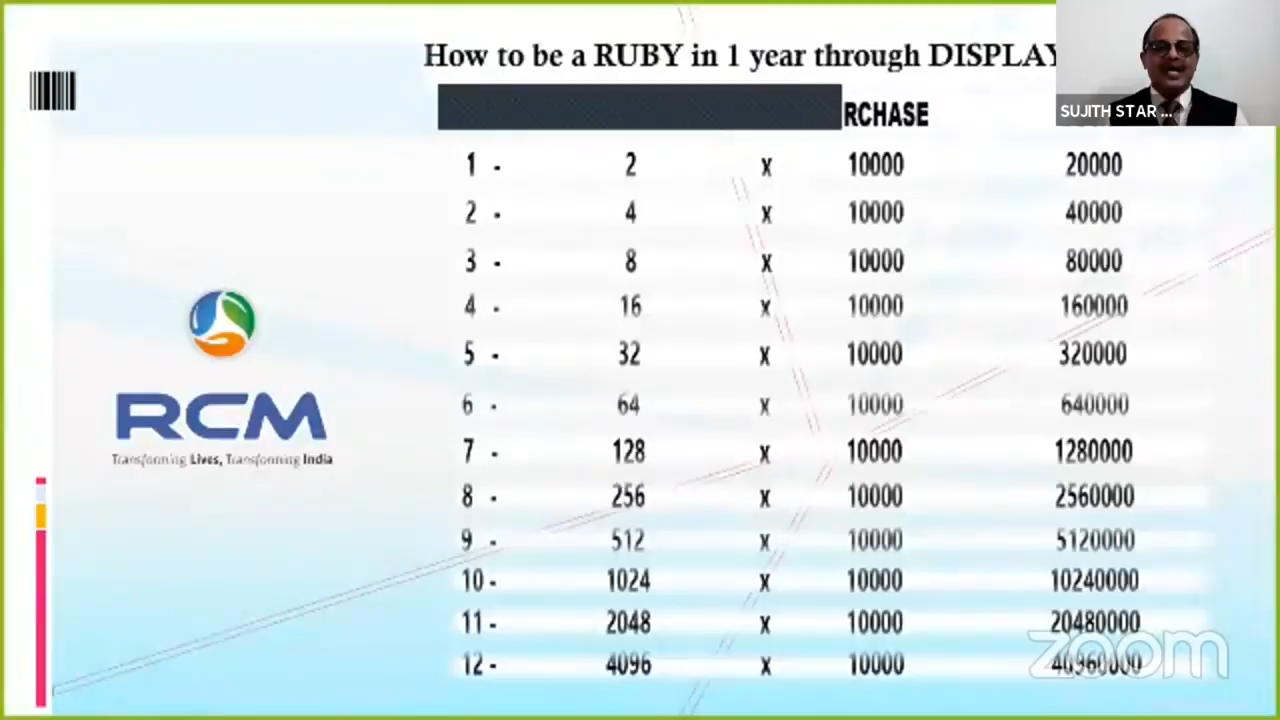 How to be a RUBY in 1 year through DISPLAY
SUJITH STAR ...
RCHASE
1 - 2 x 10000 20000
2 - 4 x 10000 40000
3 - 8 x 10000 80000
4 - 16 x 10000 160000
5 - 32 x 10000 320000
6 - 64 x 10000 640000
7 - 128 x 10000 1280000
8 - 256 x 10000 2560000
9 - 512 x 10000 5120000
10 - 1024 x 10000 10240000
11 - 2048 x 10000 20480000
12 - 4096 x 10000 40960000
RCM
Transforming Lives, Transforming India
zoom